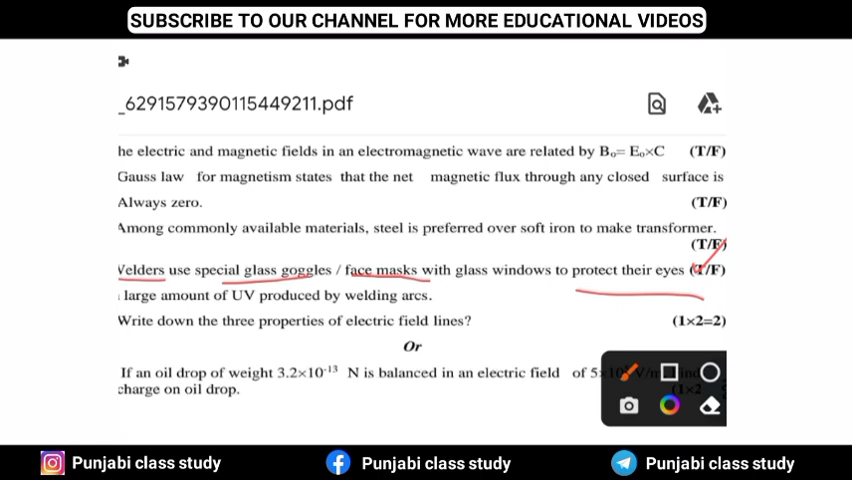 SUBSCRIBE TO OUR CHANNEL FOR MORE EDUCATIONAL VIDEOS
_6291579390115449211.pdf
he electric and magnetic fields in an electromagnetic wave are related by B₀= E₀×C (T/F)
Gauss law for magnetism states that the net magnetic flux through any closed surface is
Always zero. (T/F)
Among commonly available materials, steel is preferred over soft iron to make transformer.
(T/F)
Welders use special glass goggles / face masks with glass windows to protect their eyes (T/F)
large amount of UV produced by welding arcs.
Write down the three properties of electric field lines? (1×2=2)
Or
If an oil drop of weight 3.2×10⁻¹³ N is balanced in an electric field of 5×10
charge on oil drop. (1×2
Punjabi class study Punjabi class study Punjabi class study